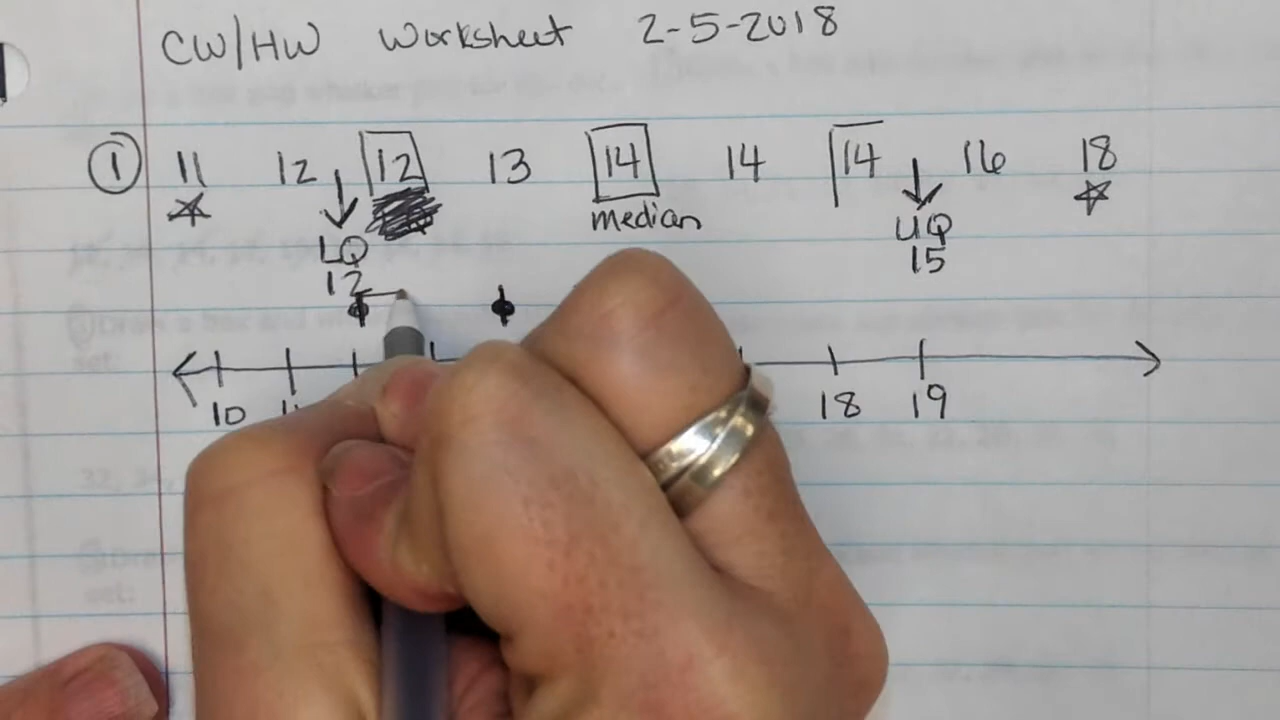 CW/HW Worksheet 2-5-2018
① 11 12 12 13 14 14 14 16 18
median
LQ UQ
12 15
10 18 19